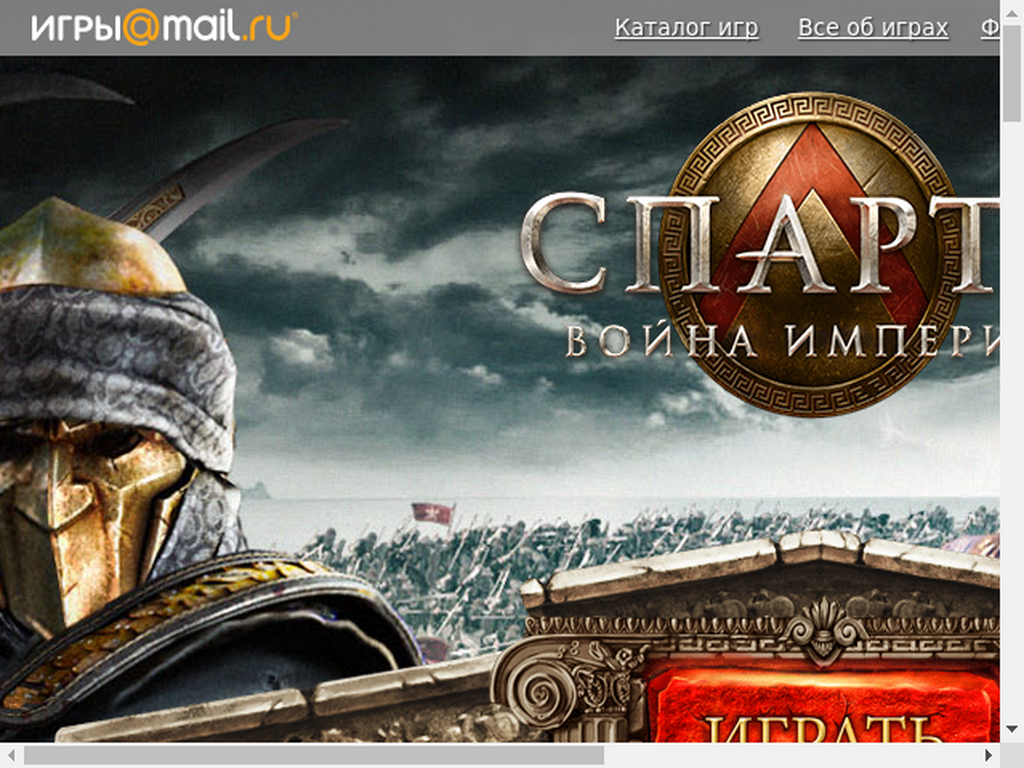 игры@mail.ru
Каталог игр Все об играх Ф
СПАРТ
ВОЙНА ИМПЕРИ
ИГРАТЬ